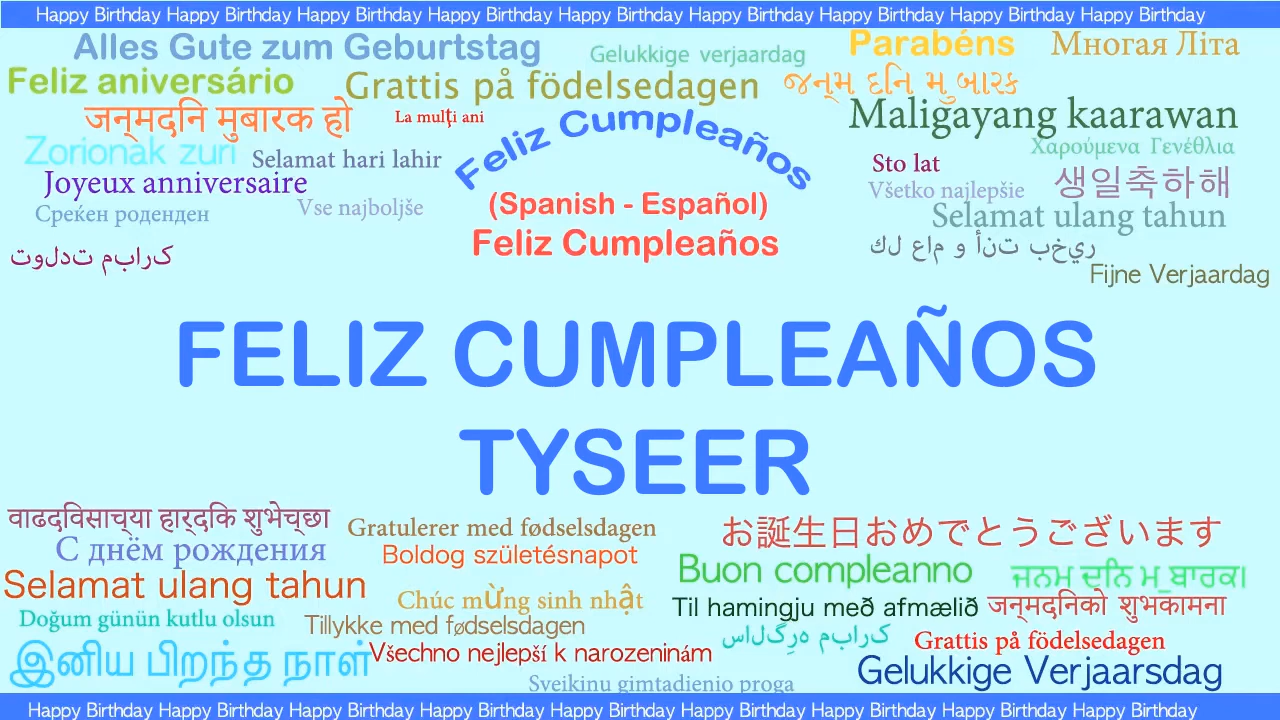 Happy Birthday Happy Birthday Happy Birthday Happy Birthday Happy Birthday Happy Birthday Happy Birthday Happy Birthday Happy Birthday
Alles Gute zum Geburtstag
Gelukkige verjaardag
Parabéns
Многая Літа
Feliz aniversário
Grattis på födelsedagen
જન્મ દિન મુબારક
जन्मदिन मुबारक हो
La mulţi ani
Feliz Cumpleaños
Maligayang kaarawan
Zorionak zuri
Selamat hari lahir
Sto lat
Χαρούμενα Γενέθλια
Joyeux anniversaire
(Spanish - Español)
Všetko najlepšie
생일축하해
Среќен роденден
Vse najboljše
Selamat ulang tahun
Feliz Cumpleaños
تولدت مبارک
كل عام و أنت بخير
Fijne Verjaardag
FELIZ CUMPLEAÑOS
TYSEER
वाढदिवसाच्या हार्दिक शुभेच्छा
Gratulerer med fødselsdagen
お誕生日おめでとうございます
С днём рождения
Boldog születésnapot
Buon compleanno
ਜਨਮ ਦਿਨ ਮੁਬਾਰਕ।
Selamat ulang tahun
Chúc mừng sinh nhật
Til hamingju með afmælið
जन्मदिनको शुभकामना
Doğum günün kutlu olsun
Tillykke med fødselsdagen
سالگرہ مبارک
Grattis på födelsedagen
இனிய பிறந்த நாள்
Všechno nejlepší k narozeninám
Gelukkige Verjaarsdag
Sveikinu gimtadienio proga
Happy Birthday Happy Birthday Happy Birthday Happy Birthday Happy Birthday Happy Birthday Happy Birthday Happy Birthday Happy Birthday